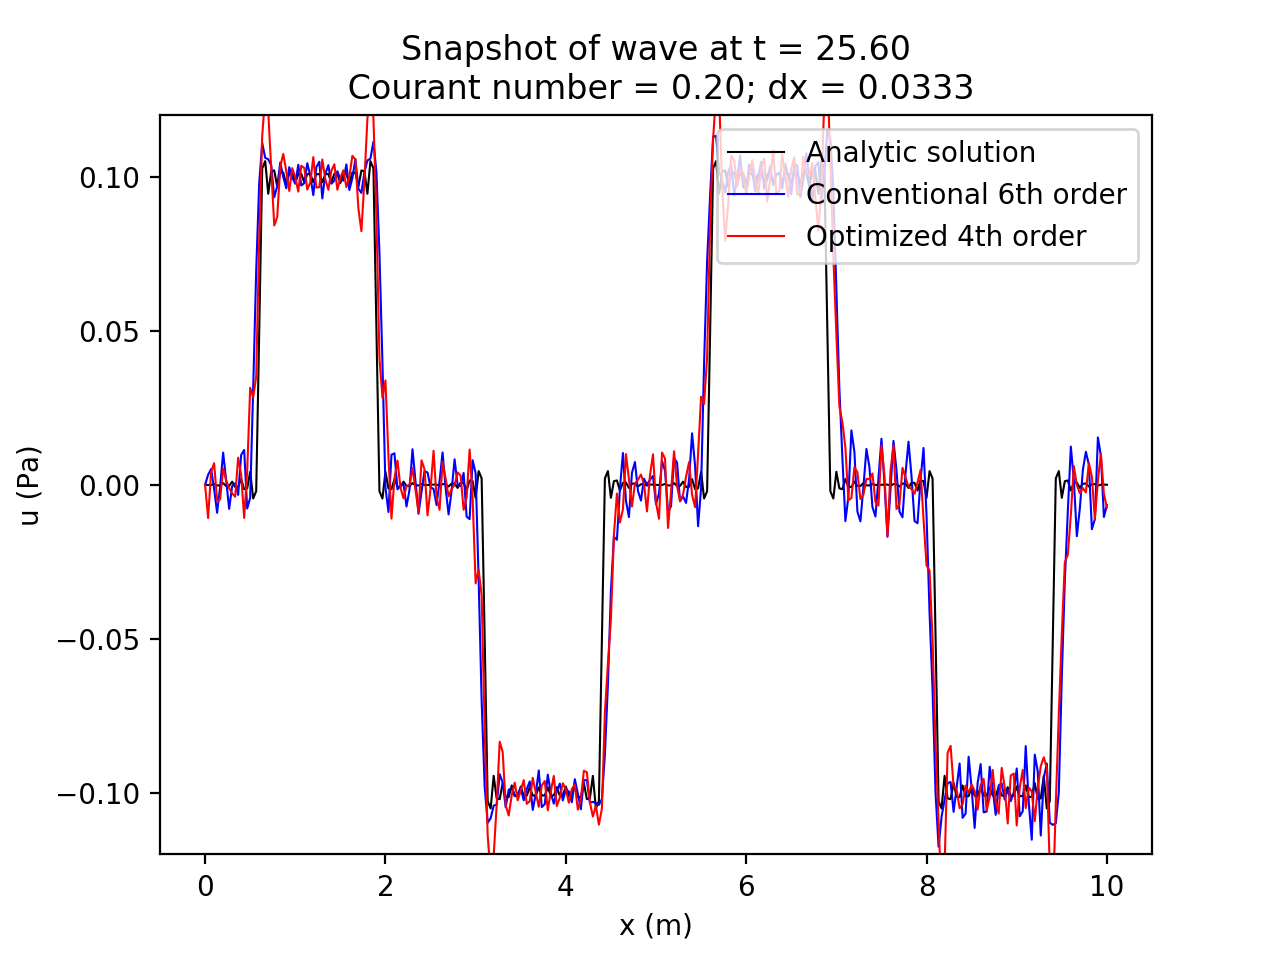 Snapshot of wave at t = 25.60
Courant number = 0.20; dx = 0.0333
Analytic solution
Conventional 6th order
Optimized 4th order
0.10
0.05
0.00
−0.05
−0.10
u (Pa)
0 2 4 6 8 10
x (m)